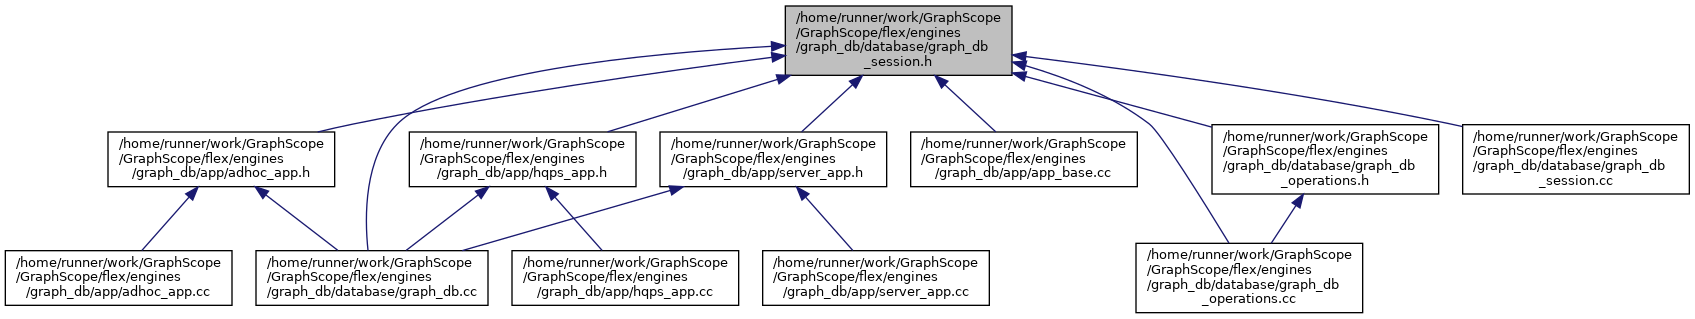 /home/runner/work/GraphScope
/GraphScope/flex/engines
/graph_db/database/graph_db
_session.h
/home/runner/work/GraphScope
/GraphScope/flex/engines
/graph_db/app/adhoc_app.h
/home/runner/work/GraphScope
/GraphScope/flex/engines
/graph_db/app/hqps_app.h
/home/runner/work/GraphScope
/GraphScope/flex/engines
/graph_db/app/server_app.h
/home/runner/work/GraphScope
/GraphScope/flex/engines
/graph_db/app/app_base.cc
/home/runner/work/GraphScope
/GraphScope/flex/engines
/graph_db/database/graph_db
_operations.h
/home/runner/work/GraphScope
/GraphScope/flex/engines
/graph_db/database/graph_db
_session.cc
/home/runner/work/GraphScope
/GraphScope/flex/engines
/graph_db/app/adhoc_app.cc
/home/runner/work/GraphScope
/GraphScope/flex/engines
/graph_db/database/graph_db.cc
/home/runner/work/GraphScope
/GraphScope/flex/engines
/graph_db/app/hqps_app.cc
/home/runner/work/GraphScope
/GraphScope/flex/engines
/graph_db/app/server_app.cc
/home/runner/work/GraphScope
/GraphScope/flex/engines
/graph_db/database/graph_db
_operations.cc